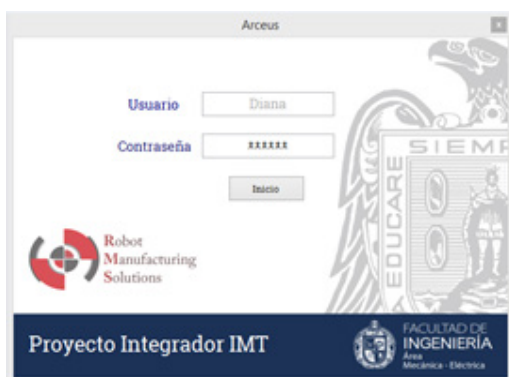 Arceus
x
Usuario Diana
Contraseña ******
Inicio
SIEMP
EDUCARE
Robot
Manufacturing
Solutions
Proyecto Integrador IMT
FACULTAD DE
INGENIERÍA
Área
Mecánica - Eléctrica